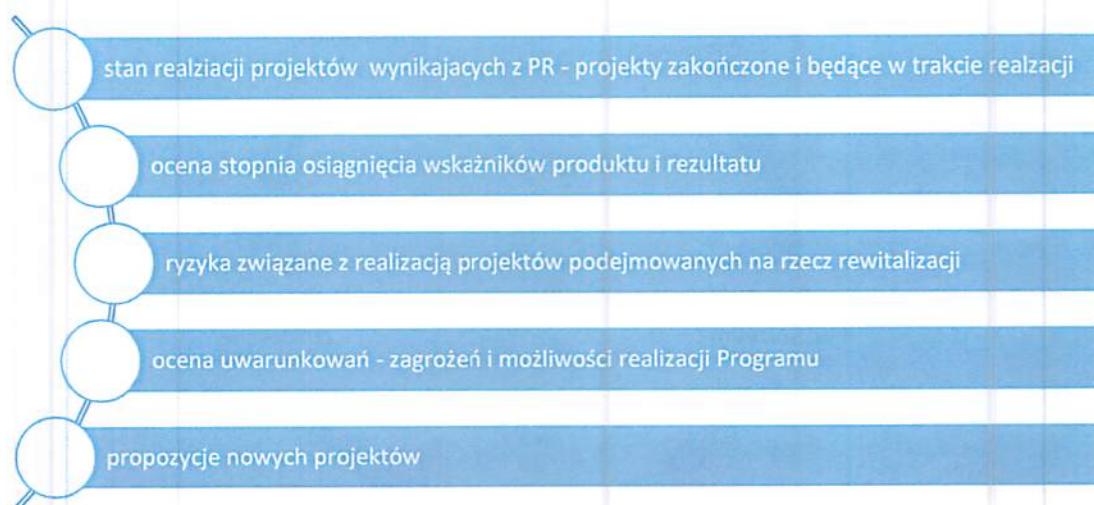 stan realziacji projektów wynikajacych z PR - projekty zakończone i będące w trakcie realzacji
ocena stopnia osiągnięcia wskażników produktu i rezultatu
ryzyka związane z realizacją projektów podejmowanych na rzecz rewitalizacji
ocena uwarunkowań - zagrożeń i możliwości realizacji Programu
propozycje nowych projektów